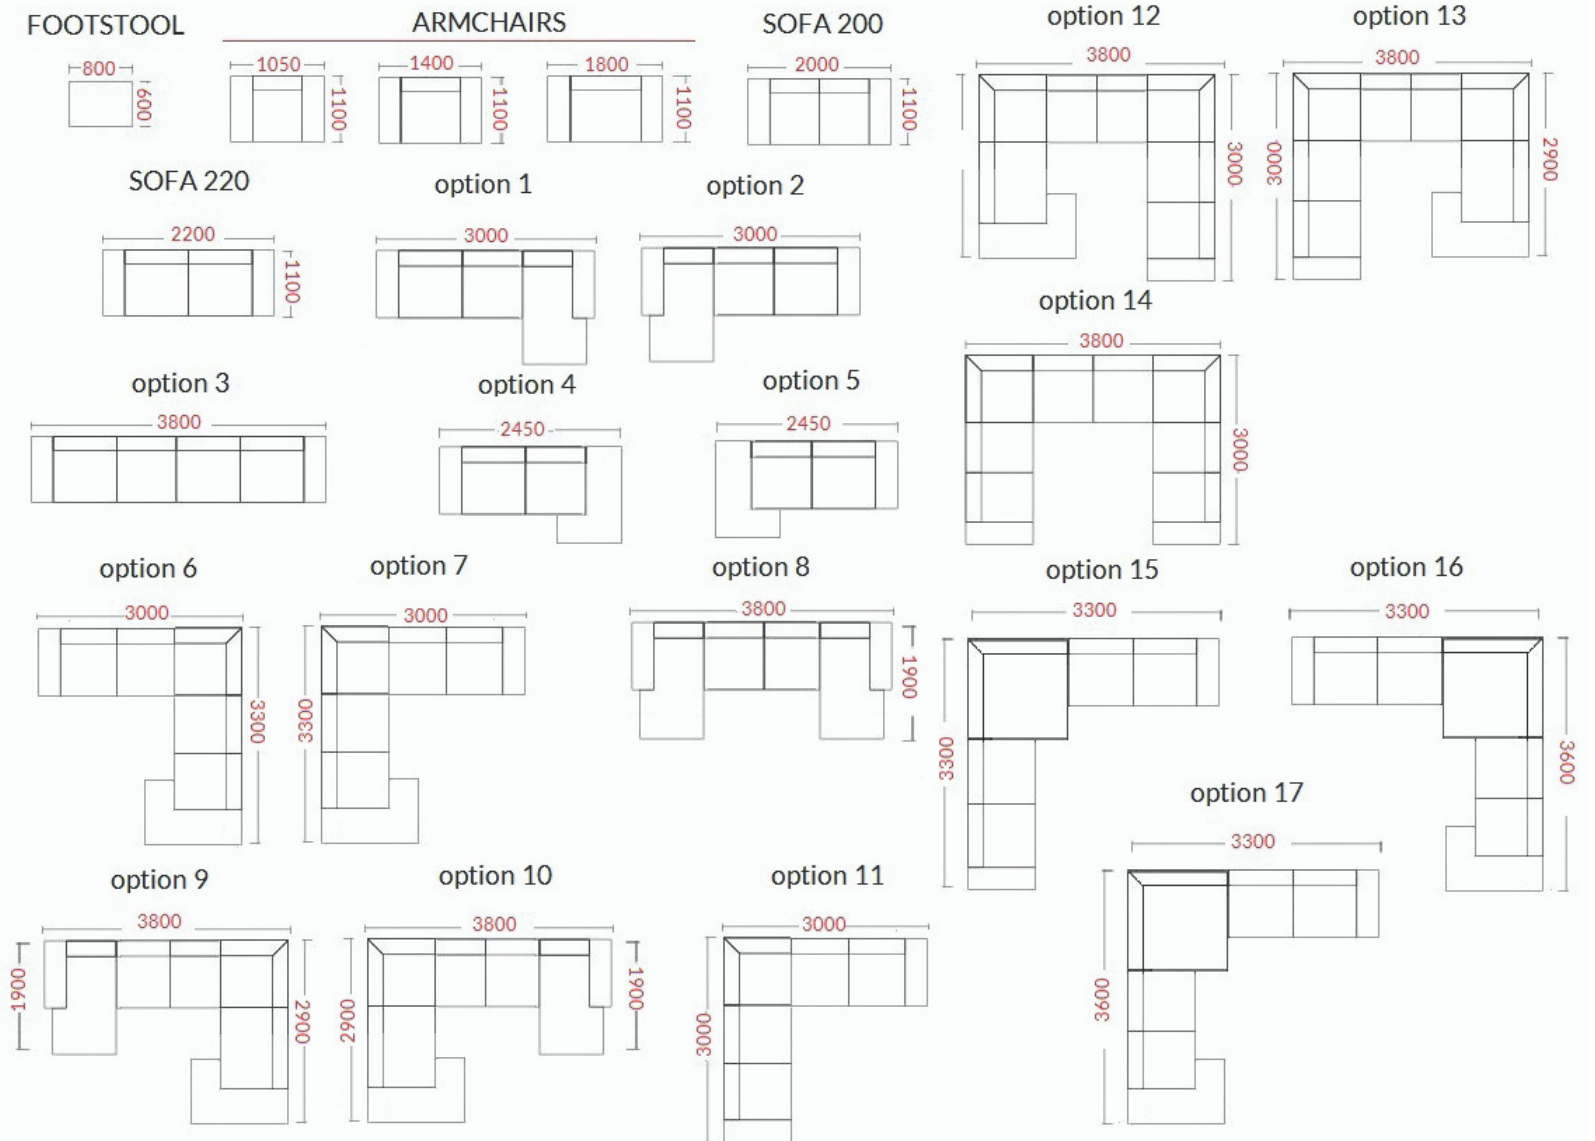 FOOTSTOOL
ARMCHAIRS
SOFA 200
option 12
option 13
800
600
1050
1100
1400
1100
1800
1100
2000
1100
3800
3000
3800
3000
2900
SOFA 220
option 1
option 2
2200
1100
3000
3000
option 14
3800
3000
option 3
option 4
option 5
3800
2450
2450
option 6
option 7
option 8
option 15
option 16
3000
3300
3000
3300
3800
1900
3300
3300
3300
3600
option 17
3300
3600
option 9
option 10
option 11
3800
1900
2900
3800
2900
1900
3000
3000